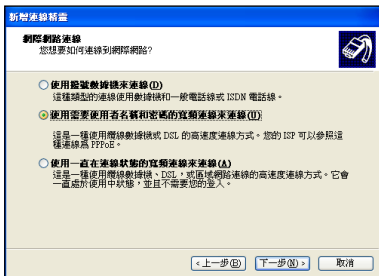 新增連線精靈
網際網路連線
您想要如何連線到網際網路?
使用撥號數據機來連線(D)
這種類型的連線使用數據機和一般電話線或 ISDN 電話線。
使用需要使用者名稱和密碼的寬頻連線來連線(U)
這是一種使用纜線數據機或 DSL 的高速度連線方式。您的 ISP 可以參照這
種連線為 PPPoE。
使用一直在連線狀態的寬頻連線來連線(A)
這是一種使用纜線數據機、DSL，或區域網路連線的高速度連線方式。它會
一直處於使用中狀態，並且不需要您的登入。
<上一步(B) 下一步(N)> 取消